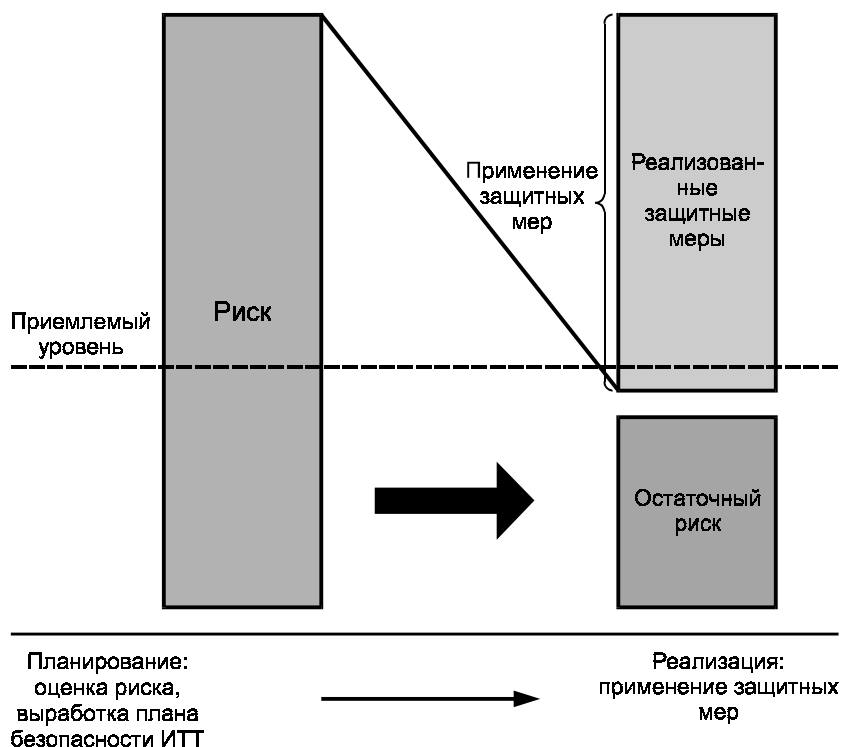 Применение
защитных
мер
Реализован-
ные
защитные
меры
Риск
Приемлемый
уровень
Остаточный
риск
Планирование:
оценка риска,
выработка плана
безопасности ИТТ
Реализация:
применение защитных
мер